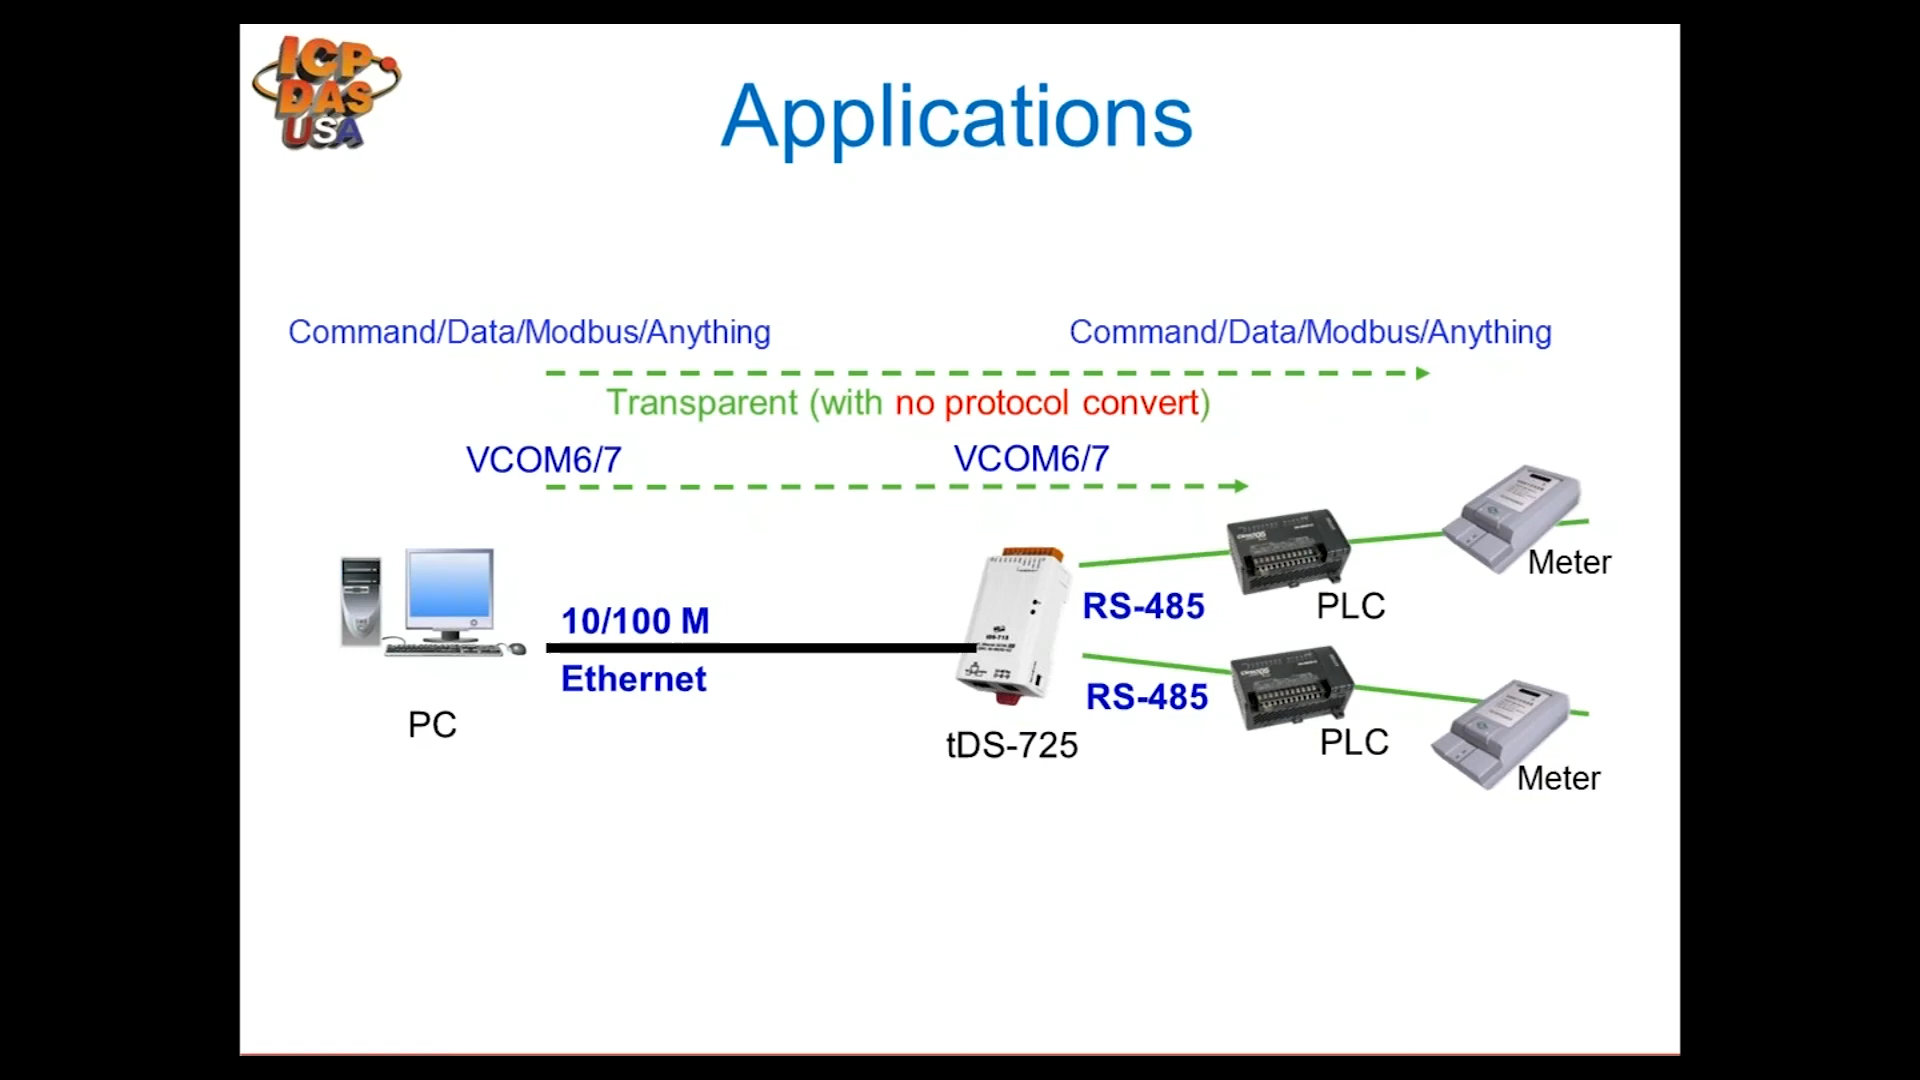 ICP
DAS
USA
Applications
Command/Data/Modbus/Anything
Command/Data/Modbus/Anything
Transparent (with no protocol convert)
VCOM6/7
VCOM6/7
10/100 M
Ethernet
PC
tDS-725
RS-485
PLC
Meter
RS-485
PLC
Meter